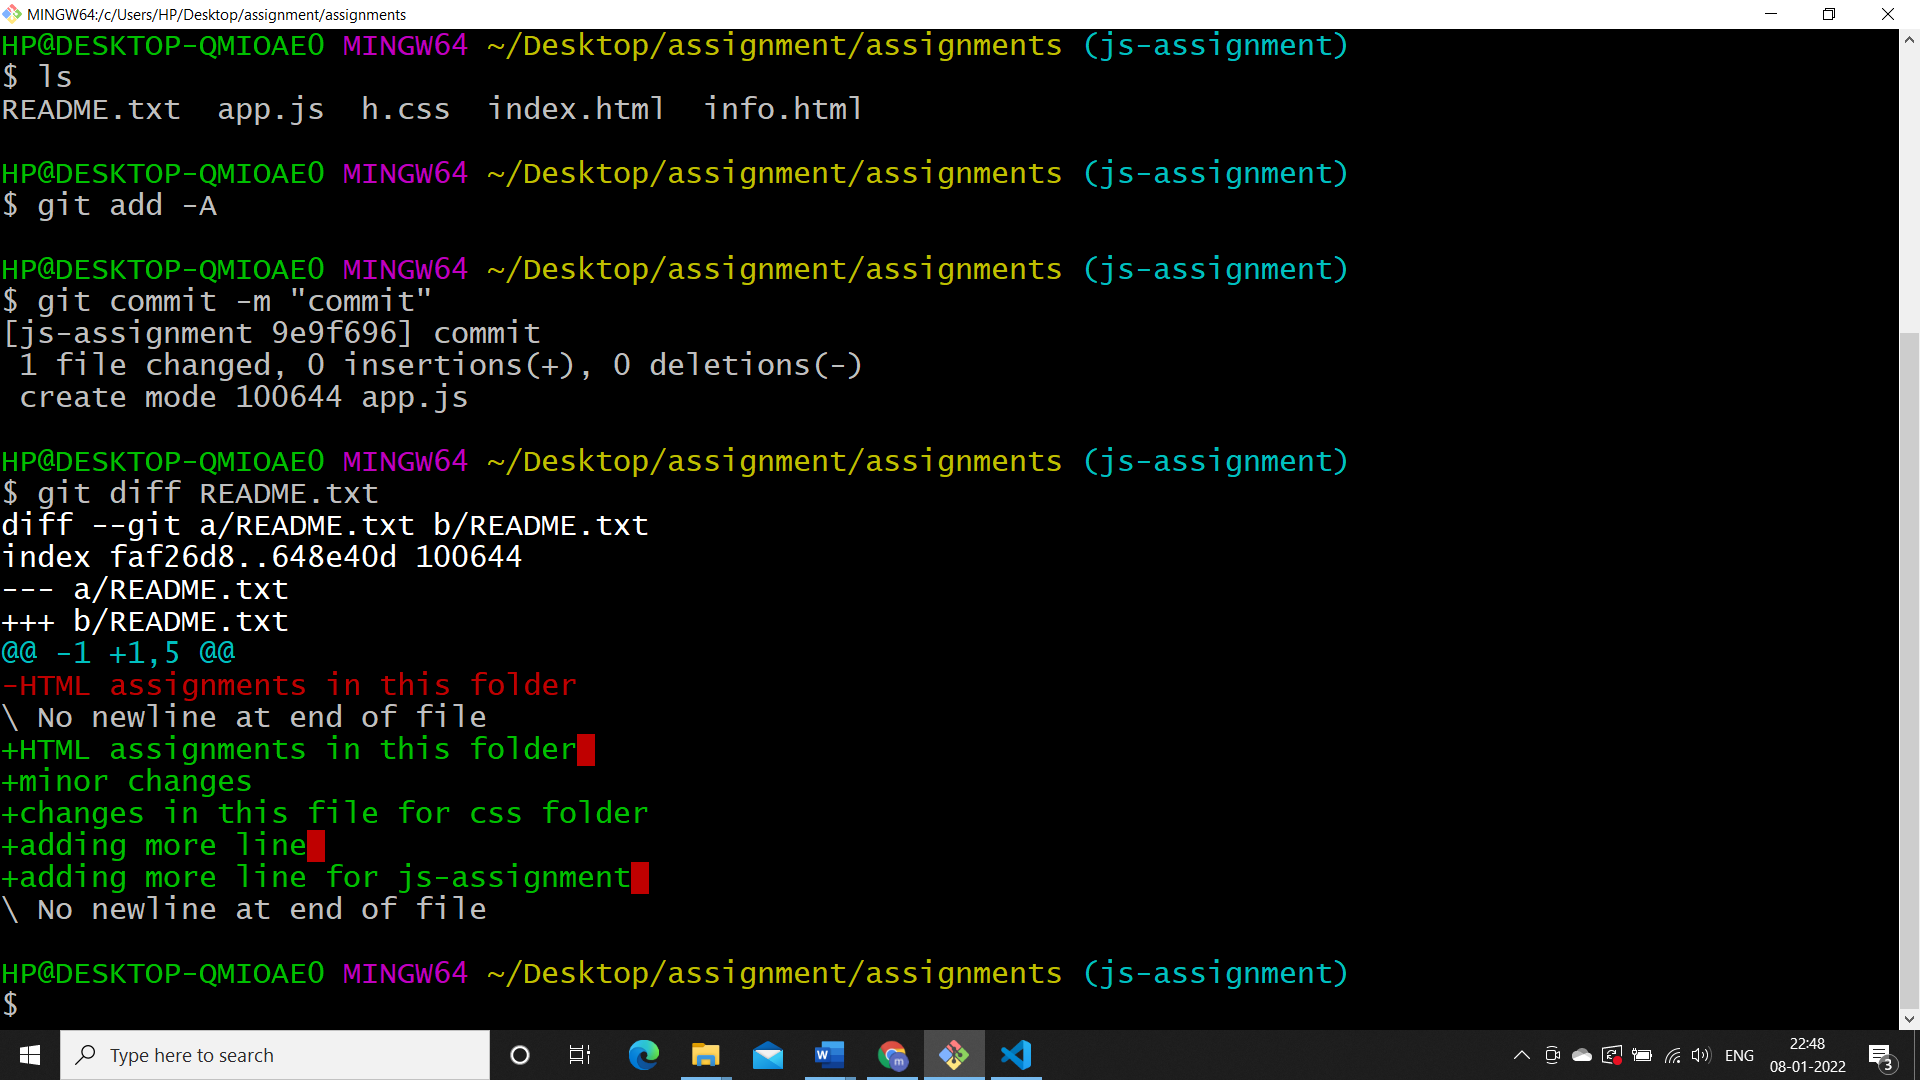 MINGW64:/c/Users/HP/Desktop/assignment/assignments
HP@DESKTOP-QMIOAEO MINGW64 ~/Desktop/assignment/assignments (js-assignment)
$ ls
README.txt  app.js  h.css  index.html  info.html
HP@DESKTOP-QMIOAEO MINGW64 ~/Desktop/assignment/assignments (js-assignment)
$ git add -A
HP@DESKTOP-QMIOAEO MINGW64 ~/Desktop/assignment/assignments (js-assignment)
$ git commit -m "commit"
[js-assignment 9e9f696] commit
 1 file changed, 0 insertions(+), 0 deletions(-)
 create mode 100644 app.js
HP@DESKTOP-QMIOAEO MINGW64 ~/Desktop/assignment/assignments (js-assignment)
$ git diff README.txt
diff --git a/README.txt b/README.txt
index faf26d8..648e40d 100644
--- a/README.txt
+++ b/README.txt
@@ -1 +1,5 @@
-HTML assignments in this folder
\ No newline at end of file
+HTML assignments in this folder
+minor changes
+changes in this file for css folder
+adding more line
+adding more line for js-assignment
\ No newline at end of file
HP@DESKTOP-QMIOAEO MINGW64 ~/Desktop/assignment/assignments (js-assignment)
$
Type here to search
W
m
ENG
22:48
08-01-2022
3